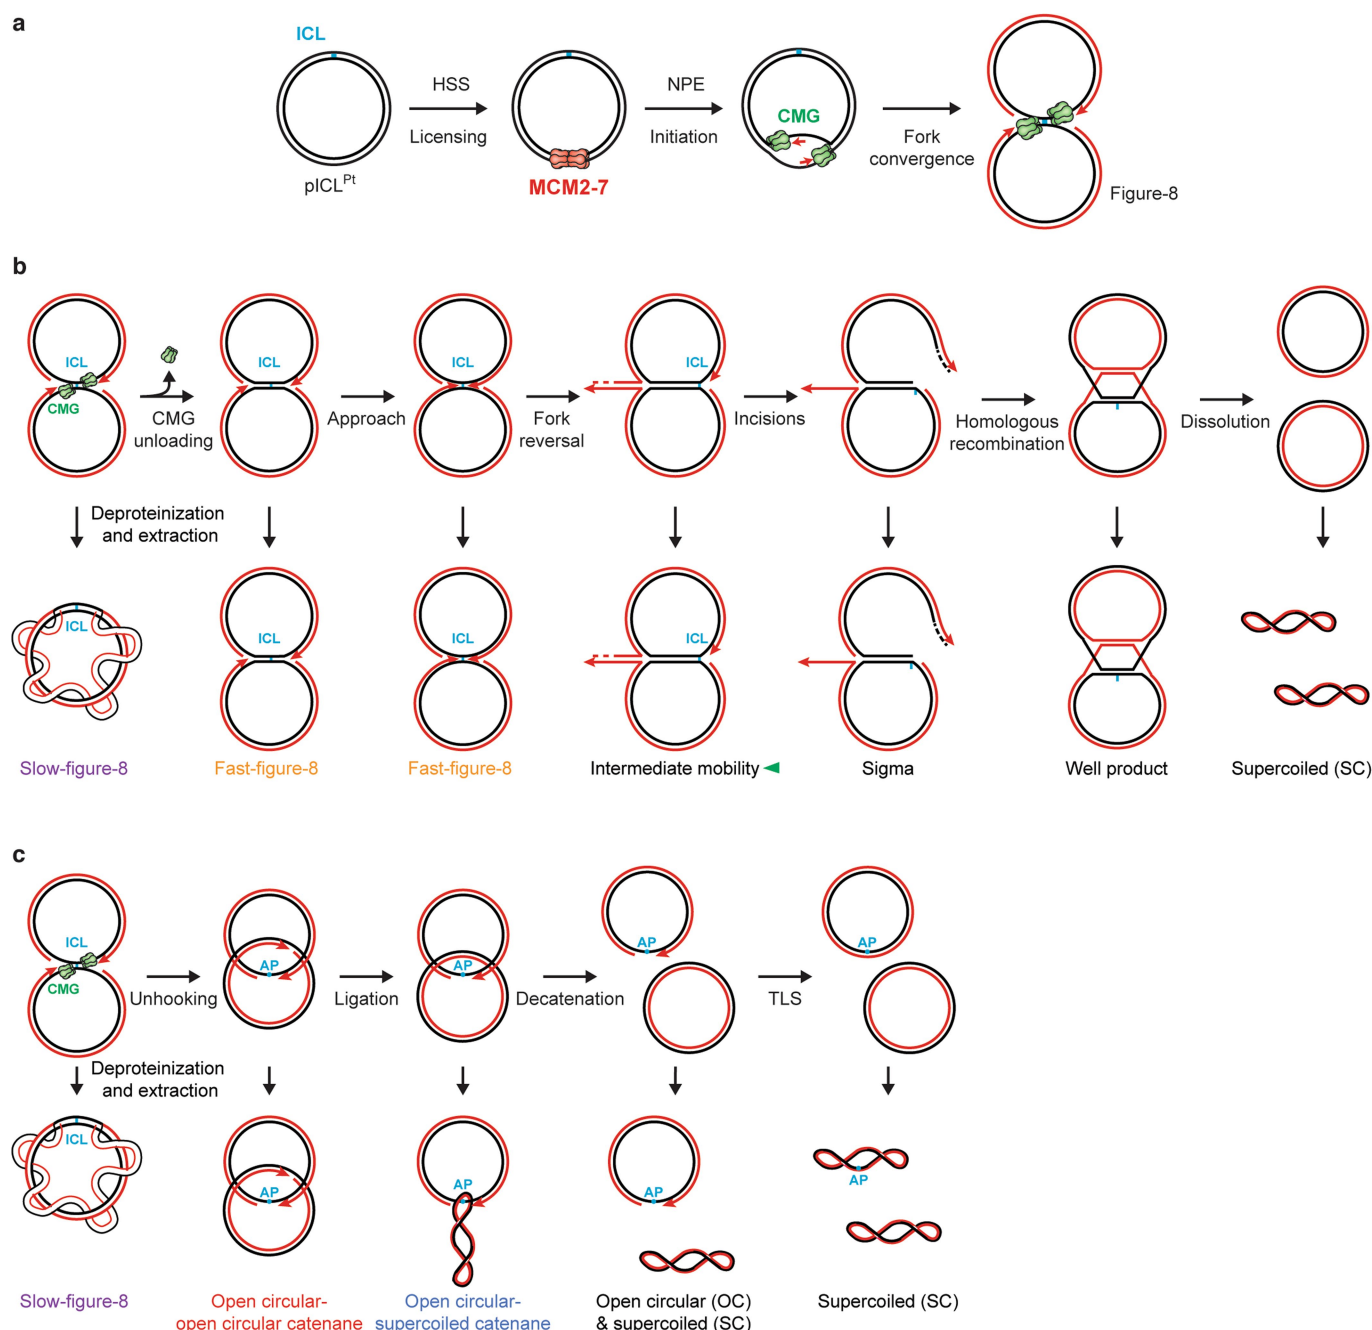 a
ICL
HSS
Licensing
NPE
Initiation
CMG
Fork
convergence
pICL^Pt
MCM2-7
Figure-8
b
ICL
CMG
CMG
unloading
ICL
Approach
ICL
Fork
reversal
ICL
Incisions
Homologous
recombination
Dissolution
Deproteinization
and extraction
ICL
ICL
ICL
ICL
Slow-figure-8
Fast-figure-8
Fast-figure-8
Intermediate mobility
Sigma
Well product
Supercoiled (SC)
c
ICL
CMG
Unhooking
AP
Ligation
AP
Decatenation
AP
TLS
AP
Deproteinization
and extraction
ICL
AP
AP
AP
AP
Slow-figure-8
Open circular-
open circular catenane
Open circular-
supercoiled catenane
Open circular (OC)
& supercoiled (SC)
Supercoiled (SC)